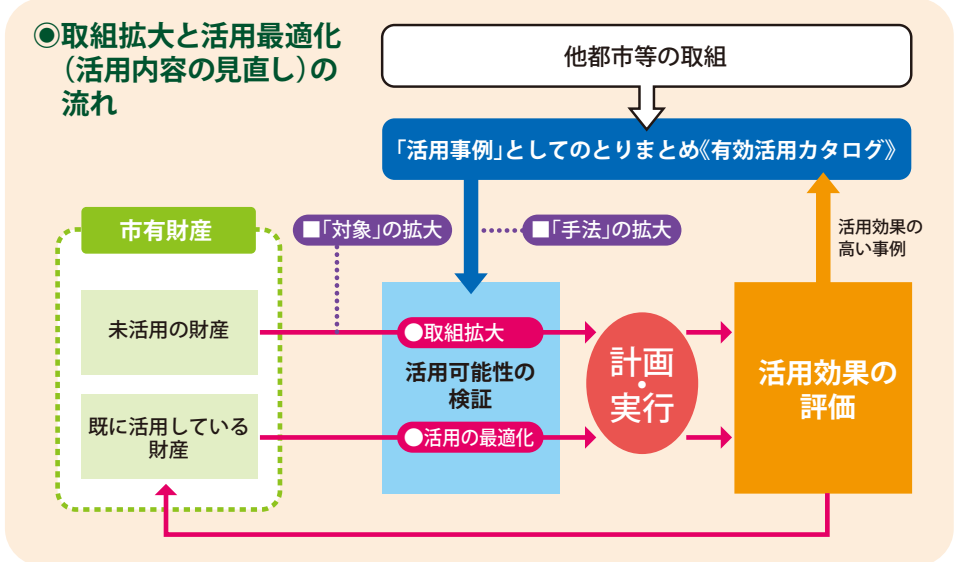 ◉取組拡大と活用最適化
（活用内容の見直し）の
流れ
他都市等の取組
「活用事例」としてのとりまとめ《有効活用カタログ》
市有財産
■「対象」の拡大
■「手法」の拡大
活用効果の
高い事例
未活用の財産
●取組拡大
活用可能性の
検証
計画
・
実行
活用効果の
評価
既に活用している
財産
●活用の最適化